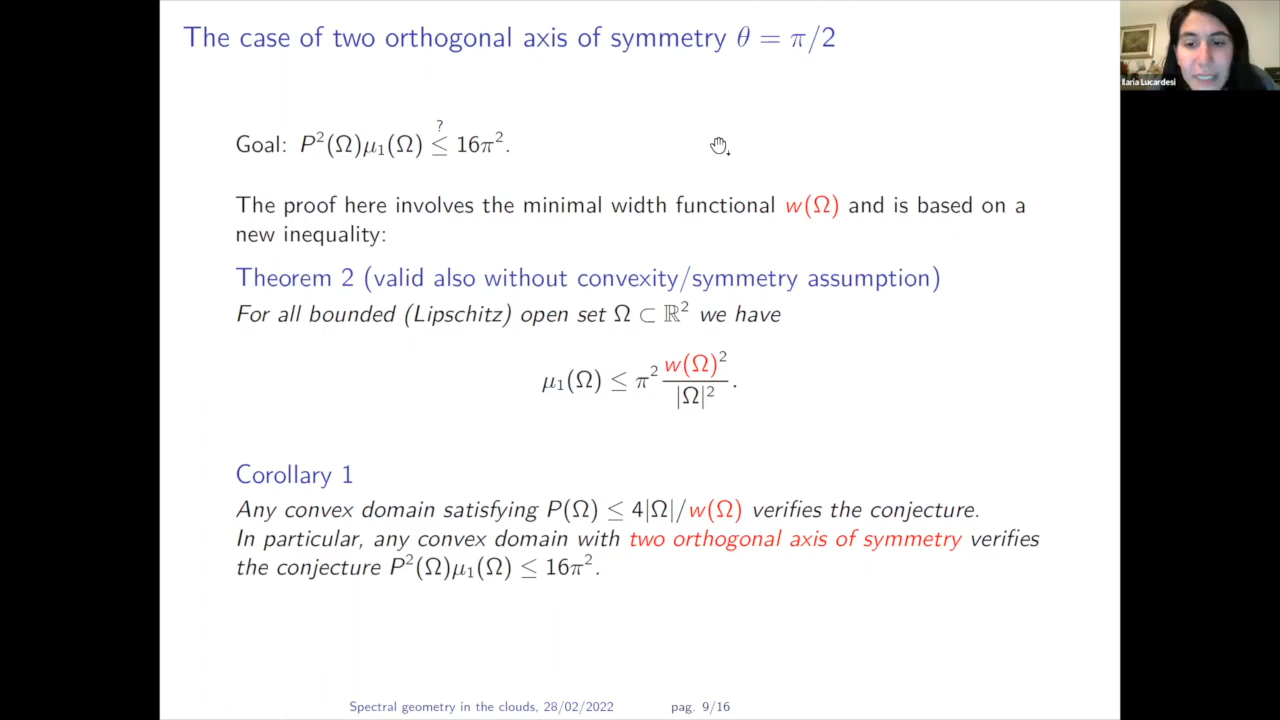 The case of two orthogonal axis of symmetry θ = π/2
Ilaria Lucardesi
Goal: P²(Ω)μ₁(Ω) ≤? 16π².
The proof here involves the minimal width functional w(Ω) and is based on a
new inequality:
Theorem 2 (valid also without convexity/symmetry assumption)
For all bounded (Lipschitz) open set Ω ⊂ ℝ² we have
μ₁(Ω) ≤ π² w(Ω)²/|Ω|².
Corollary 1
Any convex domain satisfying P(Ω) ≤ 4|Ω|/w(Ω) verifies the conjecture.
In particular, any convex domain with two orthogonal axis of symmetry verifies
the conjecture P²(Ω)μ₁(Ω) ≤ 16π².
Spectral geometry in the clouds, 28/02/2022 pag. 9/16